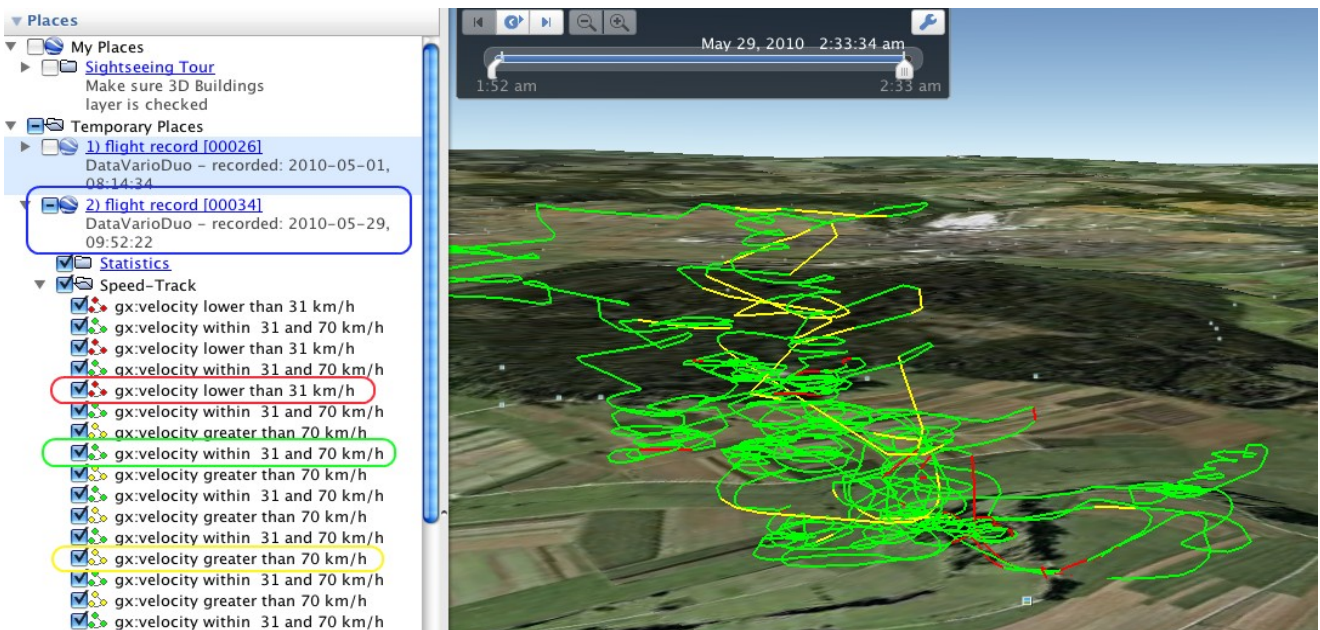 Places
My Places
Sightseeing Tour
Make sure 3D Buildings
layer is checked
Temporary Places
1) flight record [00026]
DataVarioDuo – recorded: 2010-05-01,
08:14:34
2) flight record [00034]
DataVarioDuo – recorded: 2010-05-29,
09:52:22
Statistics
Speed-Track
gx:velocity lower than 31 km/h
gx:velocity within 31 and 70 km/h
gx:velocity lower than 31 km/h
gx:velocity within 31 and 70 km/h
gx:velocity lower than 31 km/h
gx:velocity within 31 and 70 km/h
gx:velocity greater than 70 km/h
gx:velocity within 31 and 70 km/h
gx:velocity greater than 70 km/h
gx:velocity within 31 and 70 km/h
gx:velocity greater than 70 km/h
gx:velocity within 31 and 70 km/h
gx:velocity greater than 70 km/h
gx:velocity within 31 and 70 km/h
gx:velocity greater than 70 km/h
gx:velocity within 31 and 70 km/h
May 29, 2010 2:33:34 am
1:52 am 2:33 am